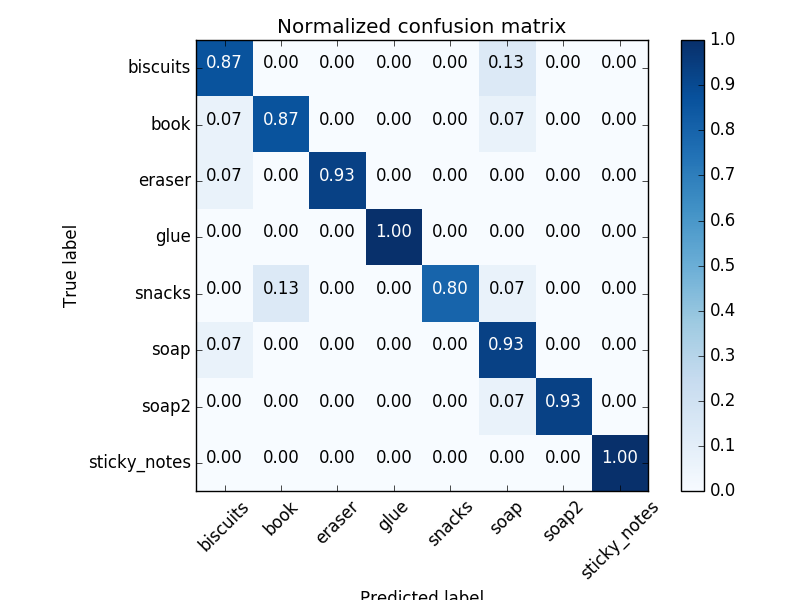 Normalized confusion matrix
True label
biscuits 0.87 0.00 0.00 0.00 0.00 0.13 0.00 0.00
book 0.07 0.87 0.00 0.00 0.00 0.07 0.00 0.00
eraser 0.07 0.00 0.93 0.00 0.00 0.00 0.00 0.00
glue 0.00 0.00 0.00 1.00 0.00 0.00 0.00 0.00
snacks 0.00 0.13 0.00 0.00 0.80 0.07 0.00 0.00
soap 0.07 0.00 0.00 0.00 0.00 0.93 0.00 0.00
soap2 0.00 0.00 0.00 0.00 0.00 0.07 0.93 0.00
sticky_notes 0.00 0.00 0.00 0.00 0.00 0.00 0.00 1.00
biscuits book eraser glue snacks soap soap2 sticky_notes
Predicted label
1.0
0.9
0.8
0.7
0.6
0.5
0.4
0.3
0.2
0.1
0.0